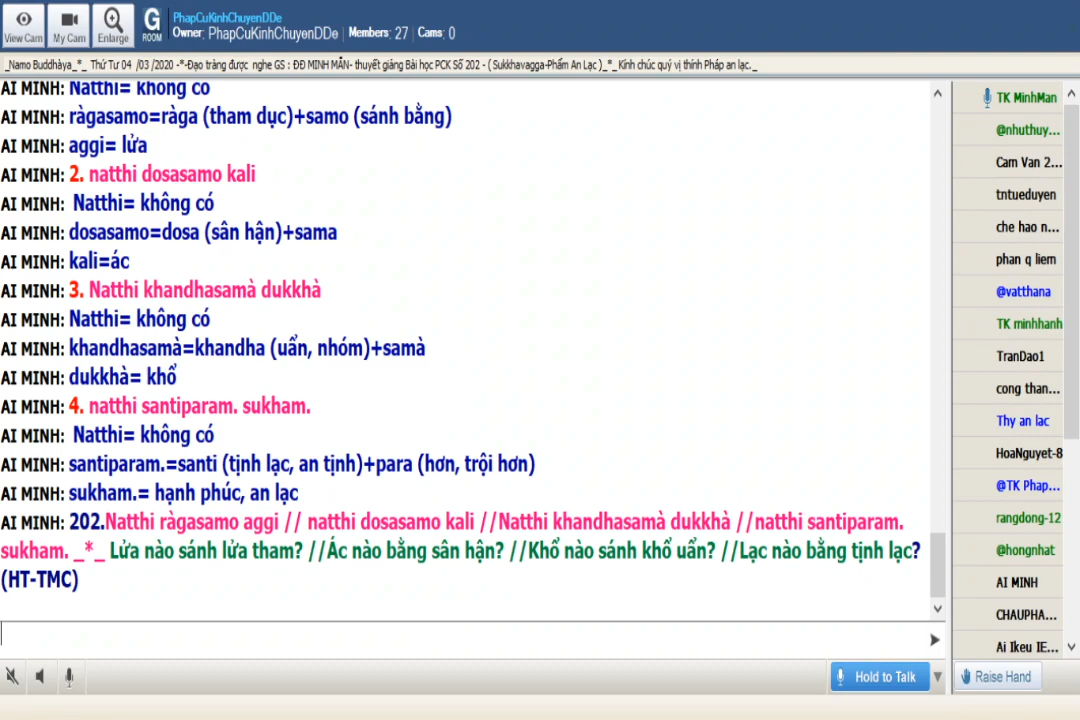 View Cam
My Cam
Enlarge
G
ROOM
PhapCuKinhChuyenDDe
Owner: PhapCuKinhChuyenDDe Members: 27 Cams: 0
_Namo Buddhàya_*_ Thứ Tư 04 /03 /2020 -*-Đạo tràng được nghe GS : ĐĐ MINH MẪN- thuyết giảng Bài học PCK Số 202 - ( Sukkhavagga-Phẩm An Lạc )_*_Kính chúc quý vị thính Pháp an lạc._
AI MINH: Natthi= không có
AI MINH: ràgasamo=ràga (tham dục)+samo (sánh bằng)
AI MINH: aggi= lửa
AI MINH: 2. natthi dosasamo kali
AI MINH: Natthi= không có
AI MINH: dosasamo=dosa (sân hận)+sama
AI MINH: kali=ác
AI MINH: 3. Natthi khandhasamà dukkhà
AI MINH: Natthi= không có
AI MINH: khandhasamà=khandha (uẩn, nhóm)+samà
AI MINH: dukkhà= khổ
AI MINH: 4. natthi santiparam. sukham.
AI MINH: Natthi= không có
AI MINH: santiparam.=santi (tịnh lạc, an tịnh)+para (hơn, trội hơn)
AI MINH: sukham.= hạnh phúc, an lạc
AI MINH: 202.Natthi ràgasamo aggi // natthi dosasamo kali //Natthi khandhasamà dukkhà //natthi santiparam.
sukham. _*_ Lửa nào sánh lửa tham? //Ác nào bằng sân hận? //Khổ nào sánh khổ uẩn? //Lạc nào bằng tịnh lạc?
(HT-TMC)
TK MinhMan
@nhuthuy...
Cam Van 2...
tntueduyen
che hao n...
phan q liem
@vatthana
TK minhhanh
TranDao1
cong than...
Thy an lac
HoaNguyet-8
@TK Phap...
rangdong-12
@hongnhat
AI MINH
CHAUPHA...
Ai Ikeu IE...
Hold to Talk
Raise Hand